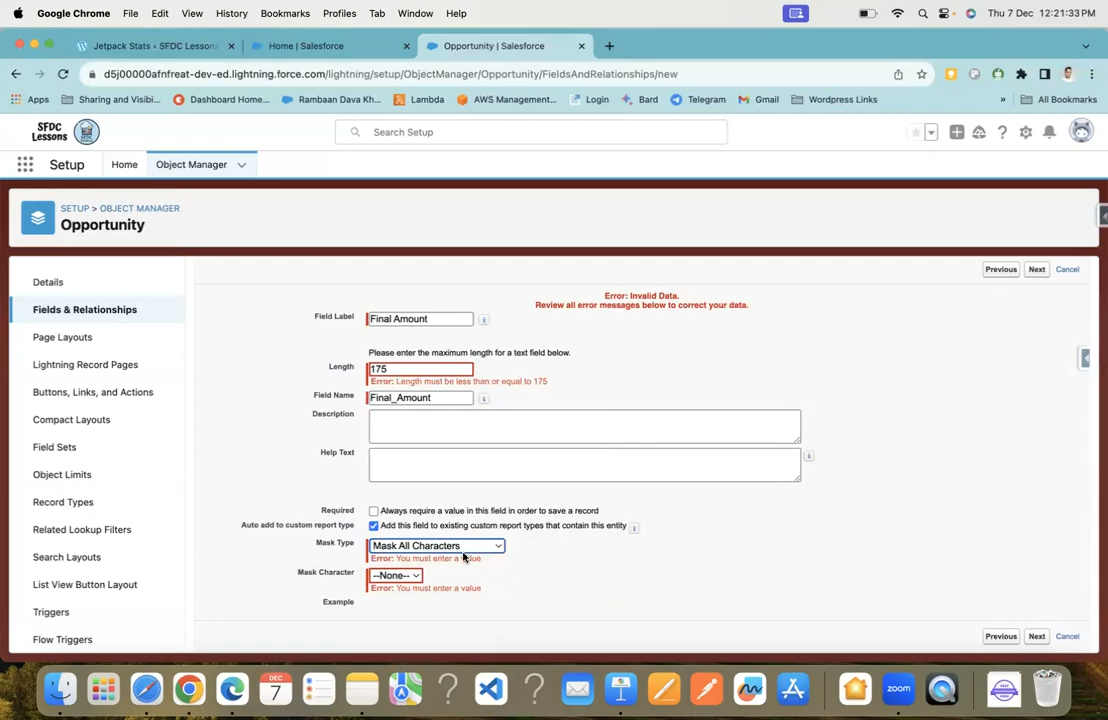 Google Chrome File Edit View History Bookmarks Profiles Tab Window Help Thu 7 Dec 12:21:33 PM
Jetpack Stats ‹ SFDC Lessons Home | Salesforce Opportunity | Salesforce
d5j00000afnfreat-dev-ed.lightning.force.com/lightning/setup/ObjectManager/Opportunity/FieldsAndRelationships/new
Apps Sharing and Visibi... Dashboard Home... Rambaan Dava Kh... Lambda AWS Management... Login Bard Telegram Gmail Wordpress Links » All Bookmarks
SFDC
Lessons
Search Setup
Setup Home Object Manager
SETUP > OBJECT MANAGER
Opportunity
Details
Fields & Relationships
Page Layouts
Lightning Record Pages
Buttons, Links, and Actions
Compact Layouts
Field Sets
Object Limits
Record Types
Related Lookup Filters
Search Layouts
List View Button Layout
Triggers
Flow Triggers
Previous Next Cancel
Error: Invalid Data.
Review all error messages below to correct your data.
Field Label Final Amount
Please enter the maximum length for a text field below.
Length 175
Error: Length must be less than or equal to 175
Field Name Final_Amount
Description
Help Text
Required Always require a value in this field in order to save a record
Auto add to custom report type Add this field to existing custom report types that contain this entity
Mask Type Mask All Characters
Error: You must enter a value
Mask Character --None--
Error: You must enter a value
Example
Previous Next Cancel
DEC
7
zoom